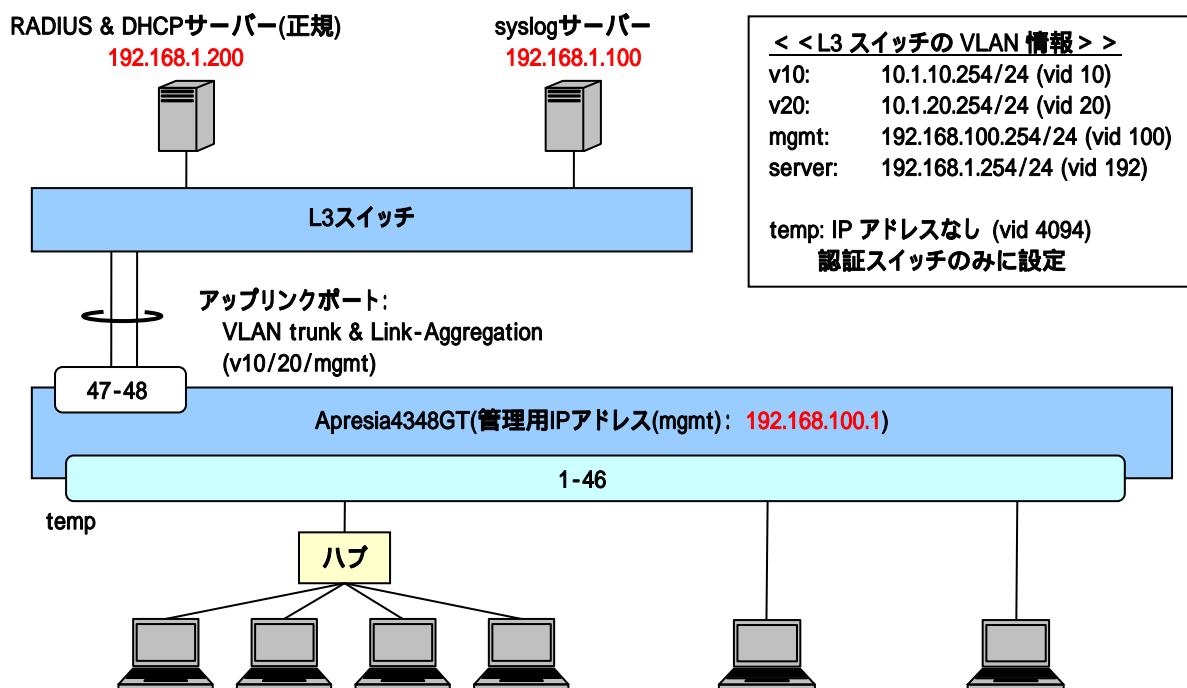 RADIUS & DHCPサーバー(正規)
192.168.1.200
syslogサーバー
192.168.1.100
＜＜L3 スイッチの VLAN 情報＞＞
v10: 10.1.10.254/24 (vid 10)
v20: 10.1.20.254/24 (vid 20)
mgmt: 192.168.100.254/24 (vid 100)
server: 192.168.1.254/24 (vid 192)
temp: IP アドレスなし (vid 4094)
認証スイッチのみに設定
L3スイッチ
アップリンクポート:
VLAN trunk & Link-Aggregation
(v10/20/mgmt)
47-48
Apresia4348GT(管理用IPアドレス(mgmt): 192.168.100.1)
1-46
temp
ハブ